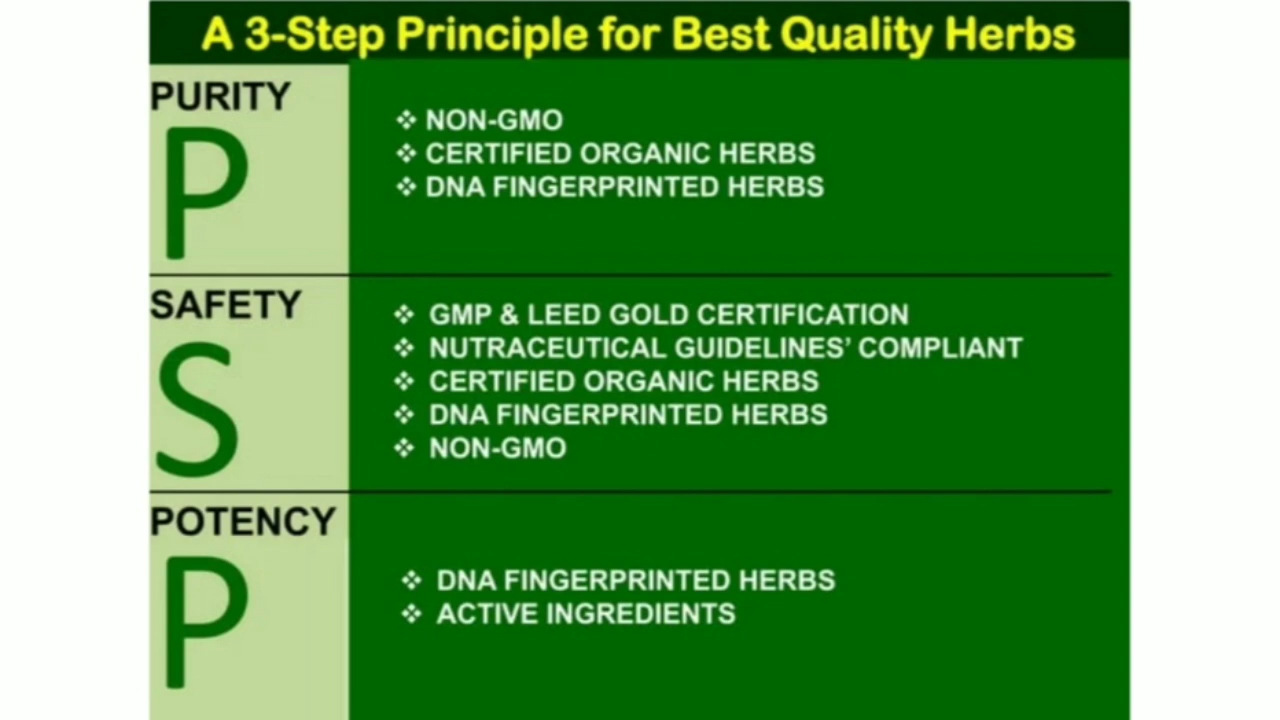 A 3-Step Principle for Best Quality Herbs
PURITY
P
❖ NON-GMO
❖ CERTIFIED ORGANIC HERBS
❖ DNA FINGERPRINTED HERBS
SAFETY
S
❖ GMP & LEED GOLD CERTIFICATION
❖ NUTRACEUTICAL GUIDELINES’ COMPLIANT
❖ CERTIFIED ORGANIC HERBS
❖ DNA FINGERPRINTED HERBS
❖ NON-GMO
POTENCY
P
❖ DNA FINGERPRINTED HERBS
❖ ACTIVE INGREDIENTS